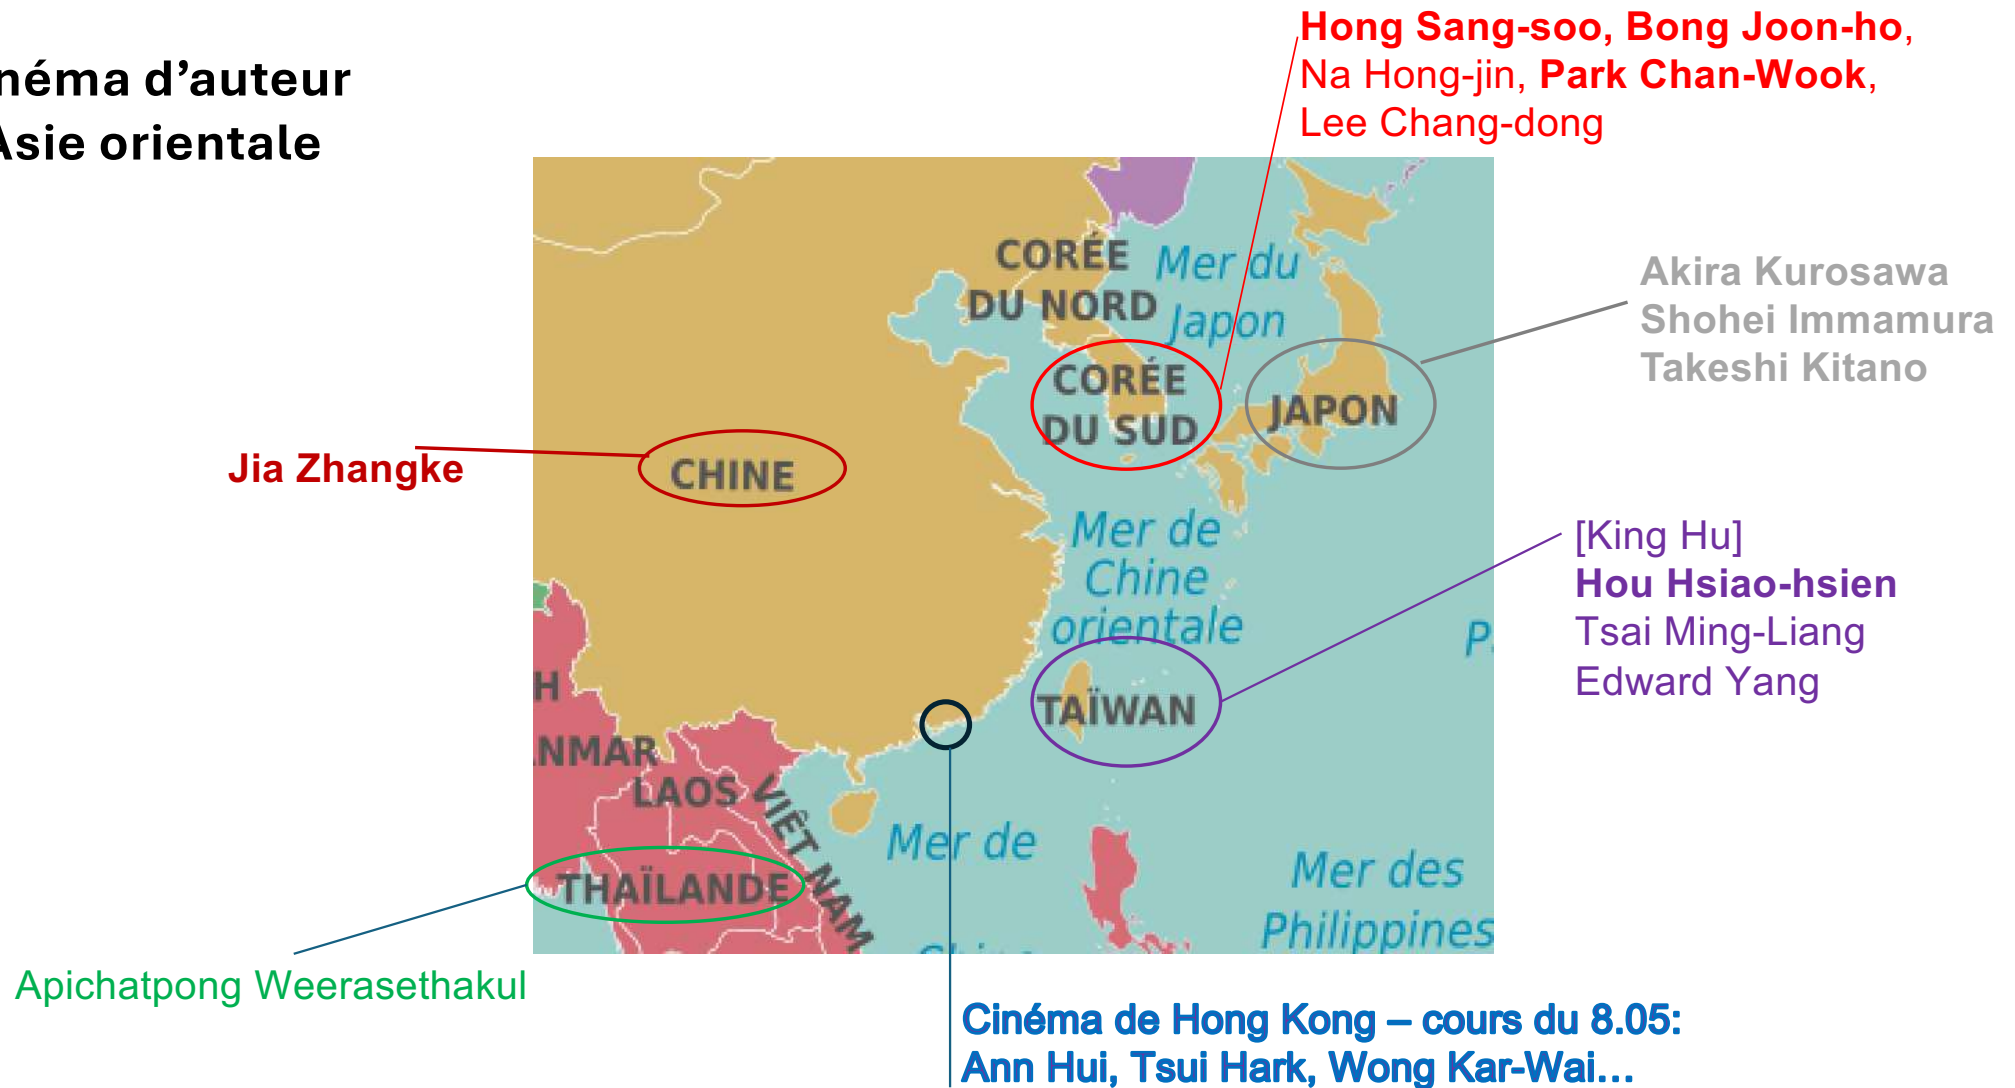 néma d’auteur
Asie orientale
Hong Sang-soo, Bong Joon-ho,
Na Hong-jin, Park Chan-Wook,
Lee Chang-dong
CORÉE
DU NORD
Mer du
Japon
Akira Kurosawa
Shohei Immamura
Takeshi Kitano
CORÉE
DU SUD
JAPON
Jia Zhangke
CHINE
Mer de
Chine
orientale
[King Hu]
Hou Hsiao-hsien
Tsai Ming-Liang
Edward Yang
P
H
TAÏWAN
NMAR
LAOS
VIÊT NAM
Mer de
THAÏLANDE
Mer des
Philippines
Apichatpong Weerasethakul
Cinéma de Hong Kong – cours du 8.05:
Ann Hui, Tsui Hark, Wong Kar-Wai…